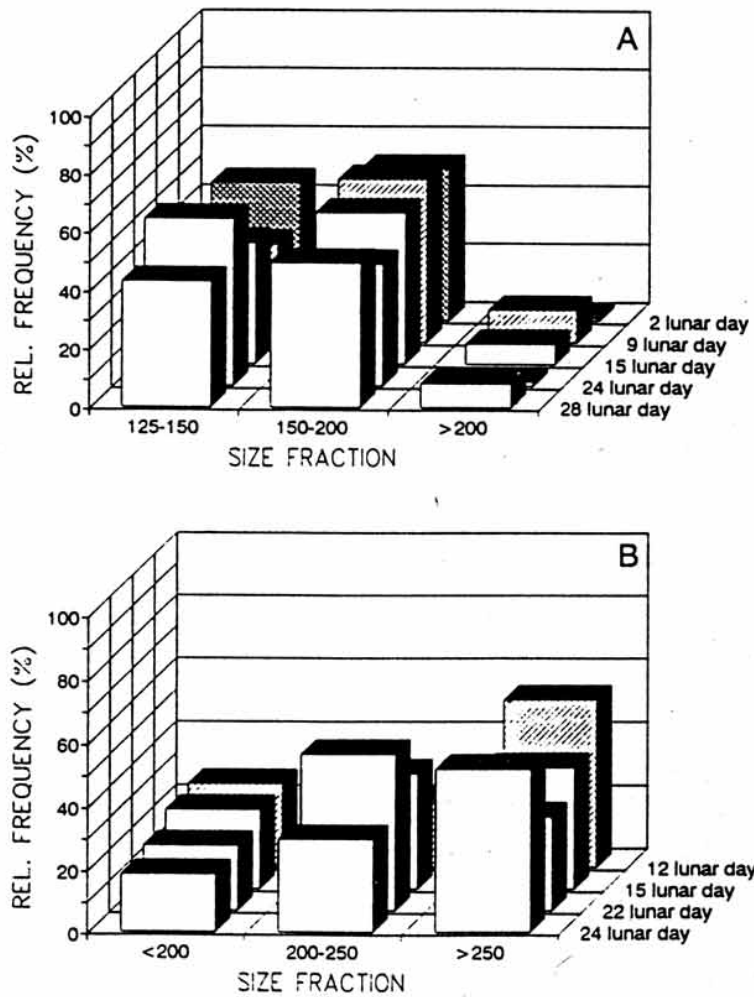 A
REL. FREQUENCY (%)
100
80
60
40
20
0
125-150 150-200 >200
SIZE FRACTION
2 lunar day
9 lunar day
15 lunar day
24 lunar day
28 lunar day
B
REL. FREQUENCY (%)
100
80
60
40
20
0
<200 200-250 >250
SIZE FRACTION
12 lunar day
15 lunar day
22 lunar day
24 lunar day